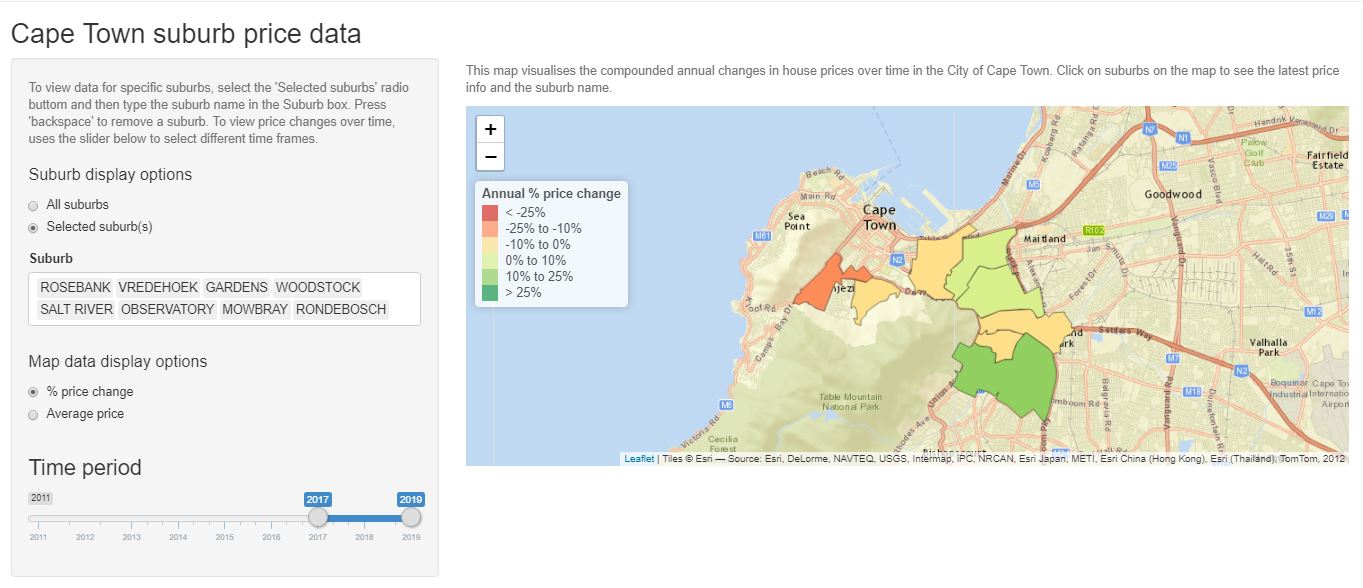 Cape Town suburb price data
To view data for specific suburbs, select the 'Selected suburbs' radio
buttom and then type the suburb name in the Suburb box. Press
'backspace' to remove a suburb. To view price changes over time,
uses the slider below to select different time frames.
Suburb display options
All suburbs
Selected suburb(s)
Suburb
ROSEBANK VREDEHOEK GARDENS WOODSTOCK
SALT RIVER OBSERVATORY MOWBRAY RONDEBOSCH
Map data display options
% price change
Average price
Time period
2011
2017
2019
2011 2012 2013 2014 2015 2016 2017 2018 2019
This map visualises the compounded annual changes in house prices over time in the City of Cape Town. Click on suburbs on the map to see the latest price
info and the suburb name.
+
−
Annual % price change
< -25%
-25% to -10%
-10% to 0%
0% to 10%
10% to 25%
> 25%
Beach Rd
Main Rd
Sea
Point
Cape
Town
M61
N2
Marine Dr
Koeberg Rd
Ratanga Rd
M5
N7
N1
M25
Hendrik Verwoerd Dr
Palow
Golf
Club
Fairfield
Estate
Goodwood
Vasco Blvd
M29
R102
Maitland
Jan Smuts Dr
Vanguard Dr
35th St
Halt Rd
Forest Dr
M12
Settlers Way
Valhalla
Park
M7
N2
M18
Vanguard Rd
Belgravia Rd
Boquinar
Industrial
Camps Bay Dr
M6
Victoria Rd
Table Mountain
National Park
Cecilia
Forest
Rhodes-Ave
Leaflet | Tiles © Esri — Source: Esri, DeLorme, NAVTEQ, USGS, Intermap, iPC, NRCAN, Esri Japan, METI, Esri China (Hong Kong), Esri (Thailand), TomTom, 2012